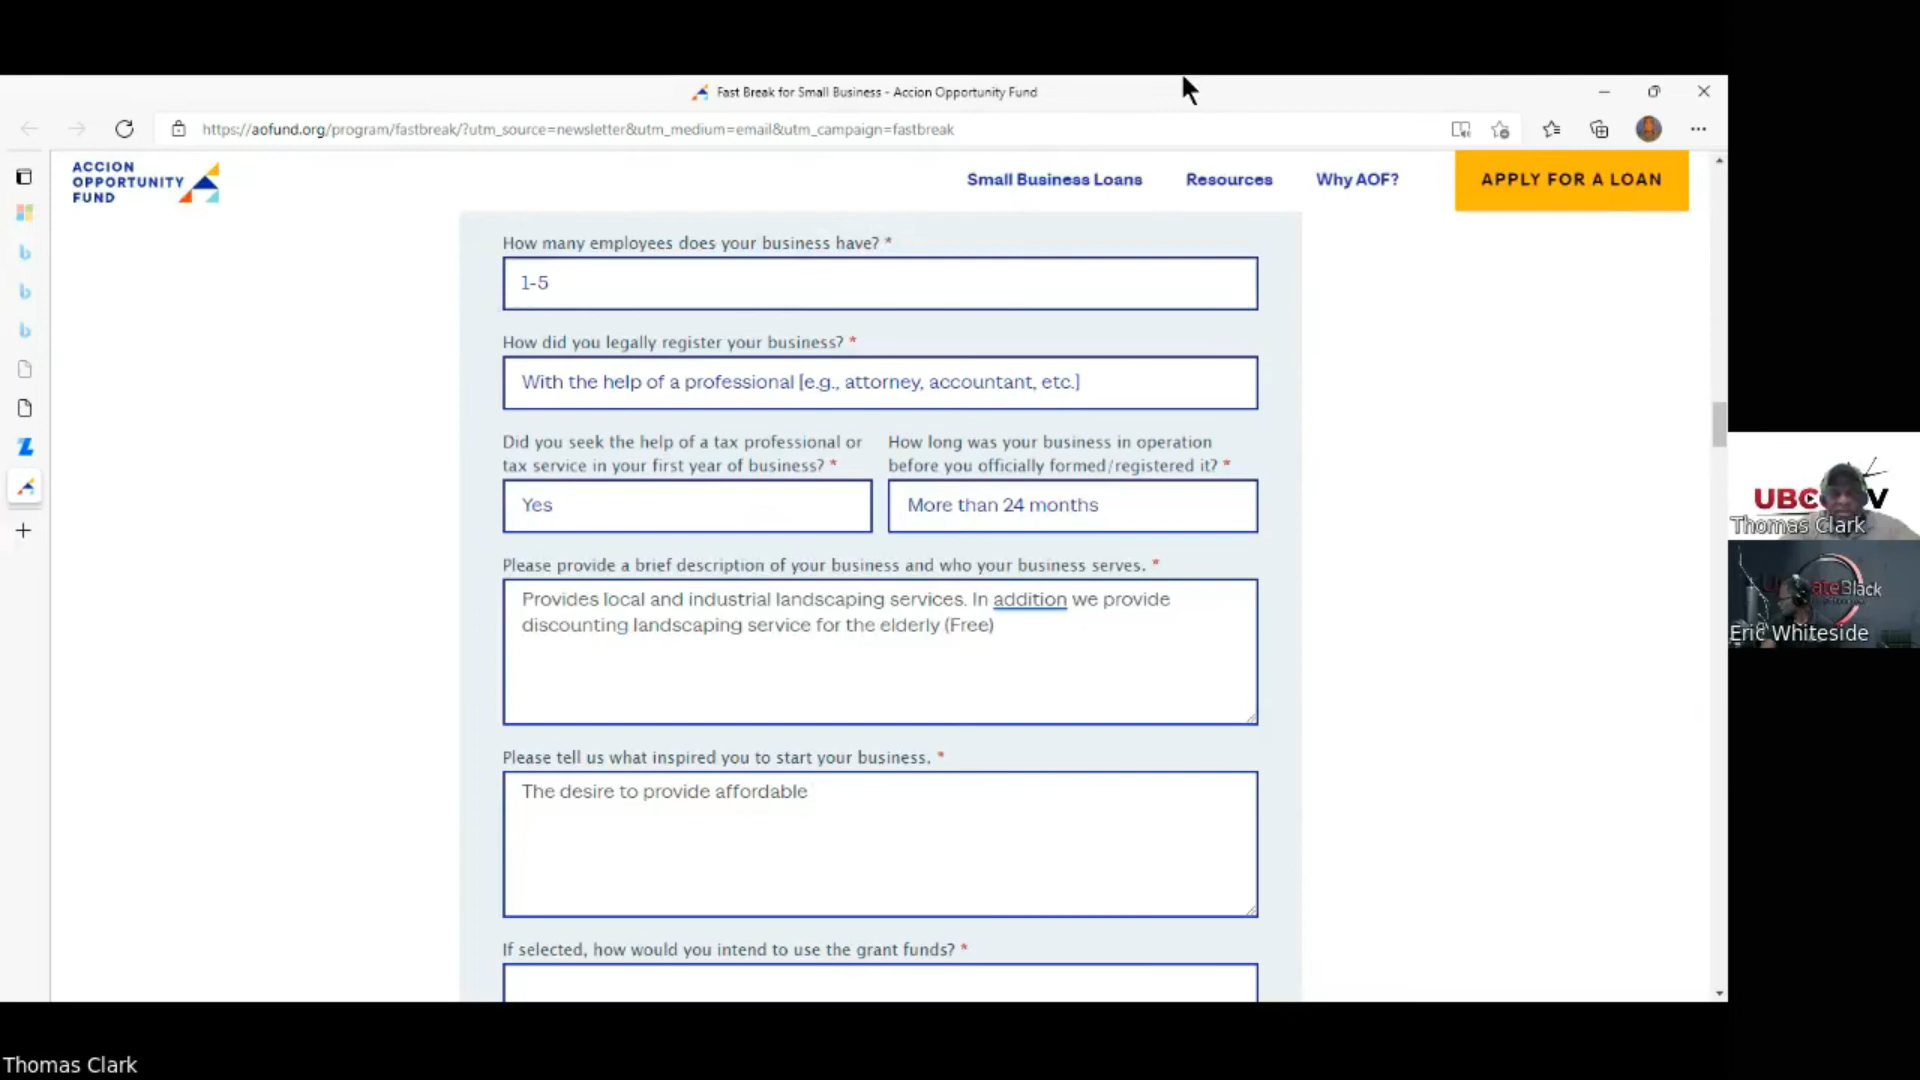 Fast Break for Small Business - Accion Opportunity Fund
https://aofund.org/program/fastbreak/?utm_source=newsletter&utm_medium=email&utm_campaign=fastbreak
ACCION
OPPORTUNITY
FUND
Small Business Loans
Resources
Why AOF?
APPLY FOR A LOAN
How many employees does your business have? *
1-5
How did you legally register your business? *
With the help of a professional [e.g., attorney, accountant, etc.]
Did you seek the help of a tax professional or
tax service in your first year of business? *
Yes
How long was your business in operation
before you officially formed/registered it? *
More than 24 months
Please provide a brief description of your business and who your business serves. *
Provides local and industrial landscaping services. In addition we provide
discounting landscaping service for the elderly (Free)
Please tell us what inspired you to start your business. *
The desire to provide affordable
If selected, how would you intend to use the grant funds? *
UBC V
Thomas Clark
Black
Eric Whiteside
Thomas Clark